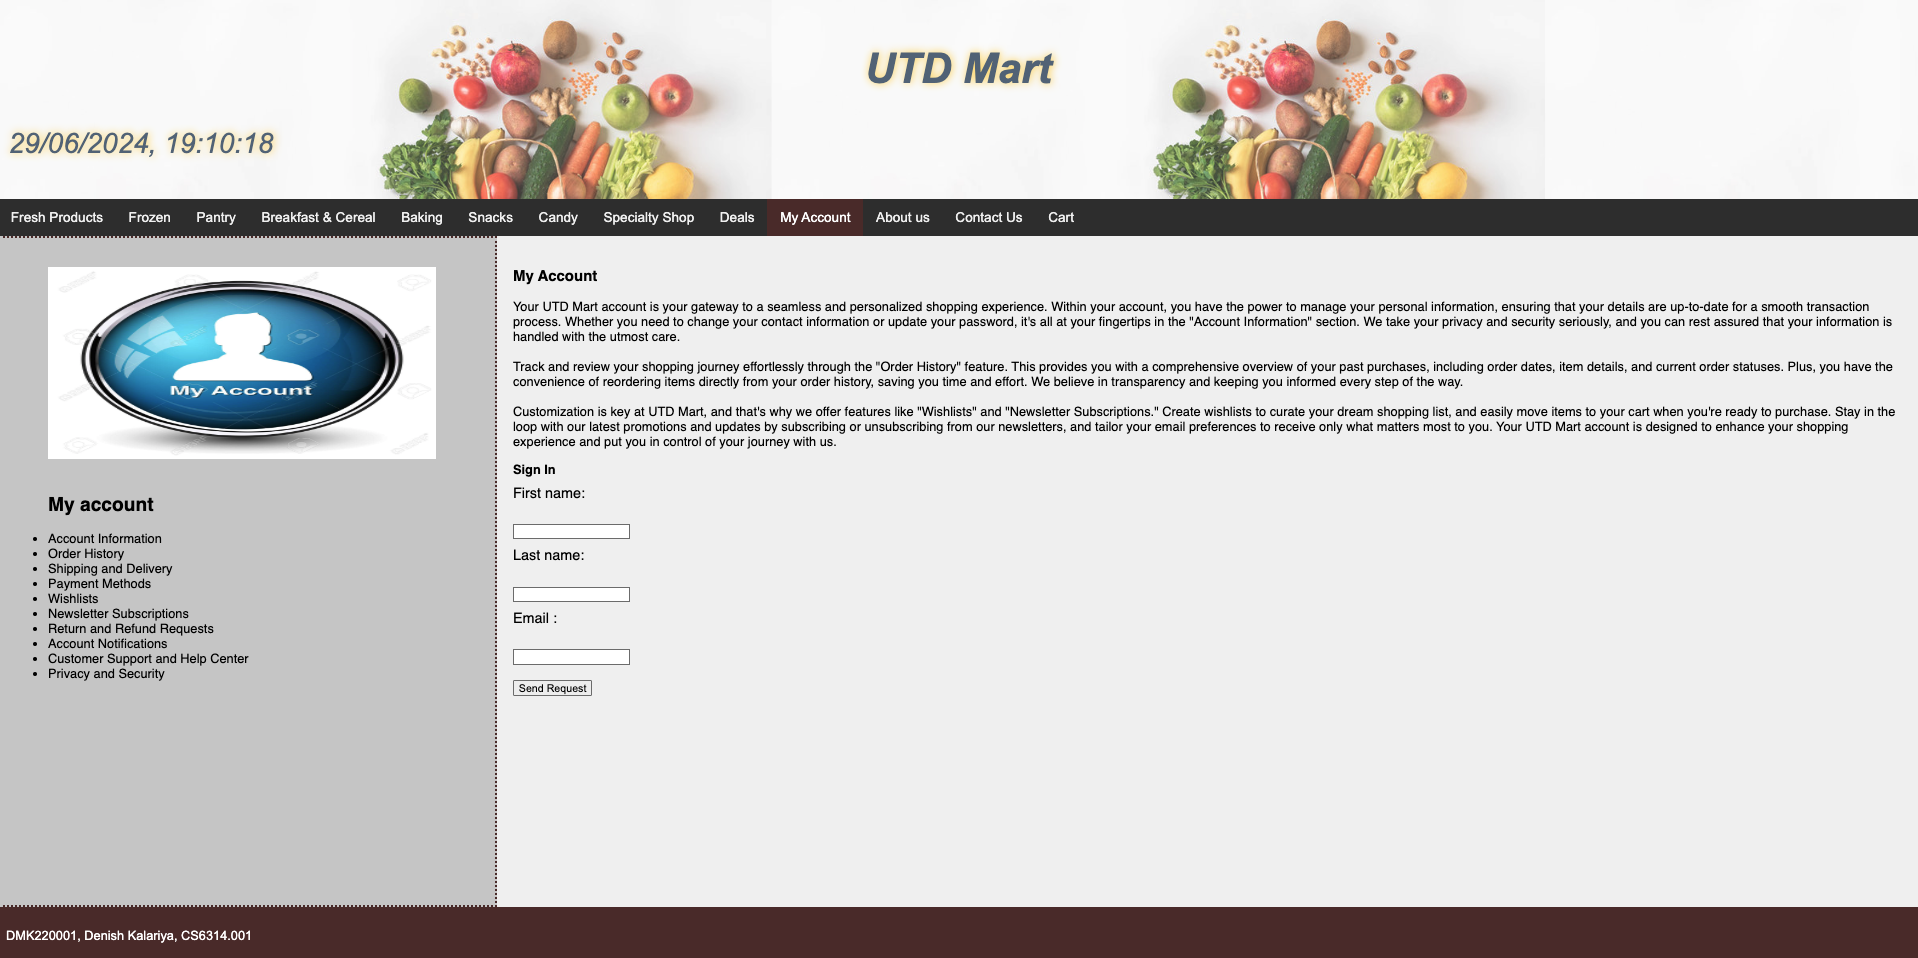 UTD Mart
29/06/2024, 19:10:18
Fresh Products Frozen Pantry Breakfast & Cereal Baking Snacks Candy Specialty Shop Deals My Account About us Contact Us Cart
My Account
My account
Account Information
Order History
Shipping and Delivery
Payment Methods
Wishlists
Newsletter Subscriptions
Return and Refund Requests
Account Notifications
Customer Support and Help Center
Privacy and Security
My Account
Your UTD Mart account is your gateway to a seamless and personalized shopping experience. Within your account, you have the power to manage your personal information, ensuring that your details are up-to-date for a smooth transaction
process. Whether you need to change your contact information or update your password, it's all at your fingertips in the "Account Information" section. We take your privacy and security seriously, and you can rest assured that your information is
handled with the utmost care.
Track and review your shopping journey effortlessly through the "Order History" feature. This provides you with a comprehensive overview of your past purchases, including order dates, item details, and current order statuses. Plus, you have the
convenience of reordering items directly from your order history, saving you time and effort. We believe in transparency and keeping you informed every step of the way.
Customization is key at UTD Mart, and that's why we offer features like "Wishlists" and "Newsletter Subscriptions." Create wishlists to curate your dream shopping list, and easily move items to your cart when you're ready to purchase. Stay in the
loop with our latest promotions and updates by subscribing or unsubscribing from our newsletters, and tailor your email preferences to receive only what matters most to you. Your UTD Mart account is designed to enhance your shopping
experience and put you in control of your journey with us.
Sign In
First name:
Last name:
Email :
Send Request
DMK220001, Denish Kalariya, CS6314.001